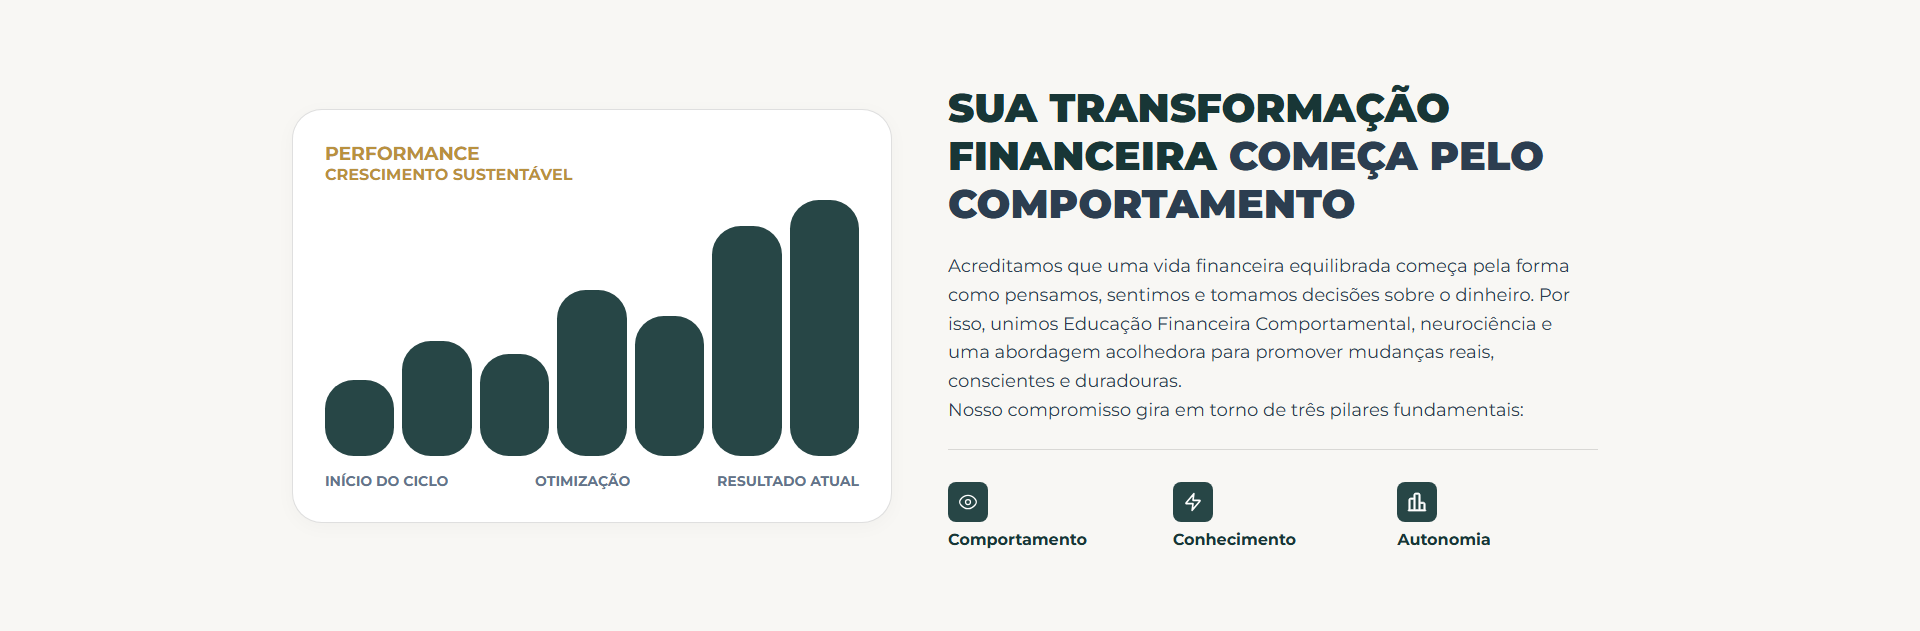 PERFORMANCE
CRESCIMENTO SUSTENTÁVEL
INÍCIO DO CICLO
OTIMIZAÇÃO
RESULTADO ATUAL
SUA TRANSFORMAÇÃO
FINANCEIRA COMEÇA PELO
COMPORTAMENTO
Acreditamos que uma vida financeira equilibrada começa pela forma
como pensamos, sentimos e tomamos decisões sobre o dinheiro. Por
isso, unimos Educação Financeira Comportamental, neurociência e
uma abordagem acolhedora para promover mudanças reais,
conscientes e duradouras.
Nosso compromisso gira em torno de três pilares fundamentais:
Comportamento
Conhecimento
Autonomia